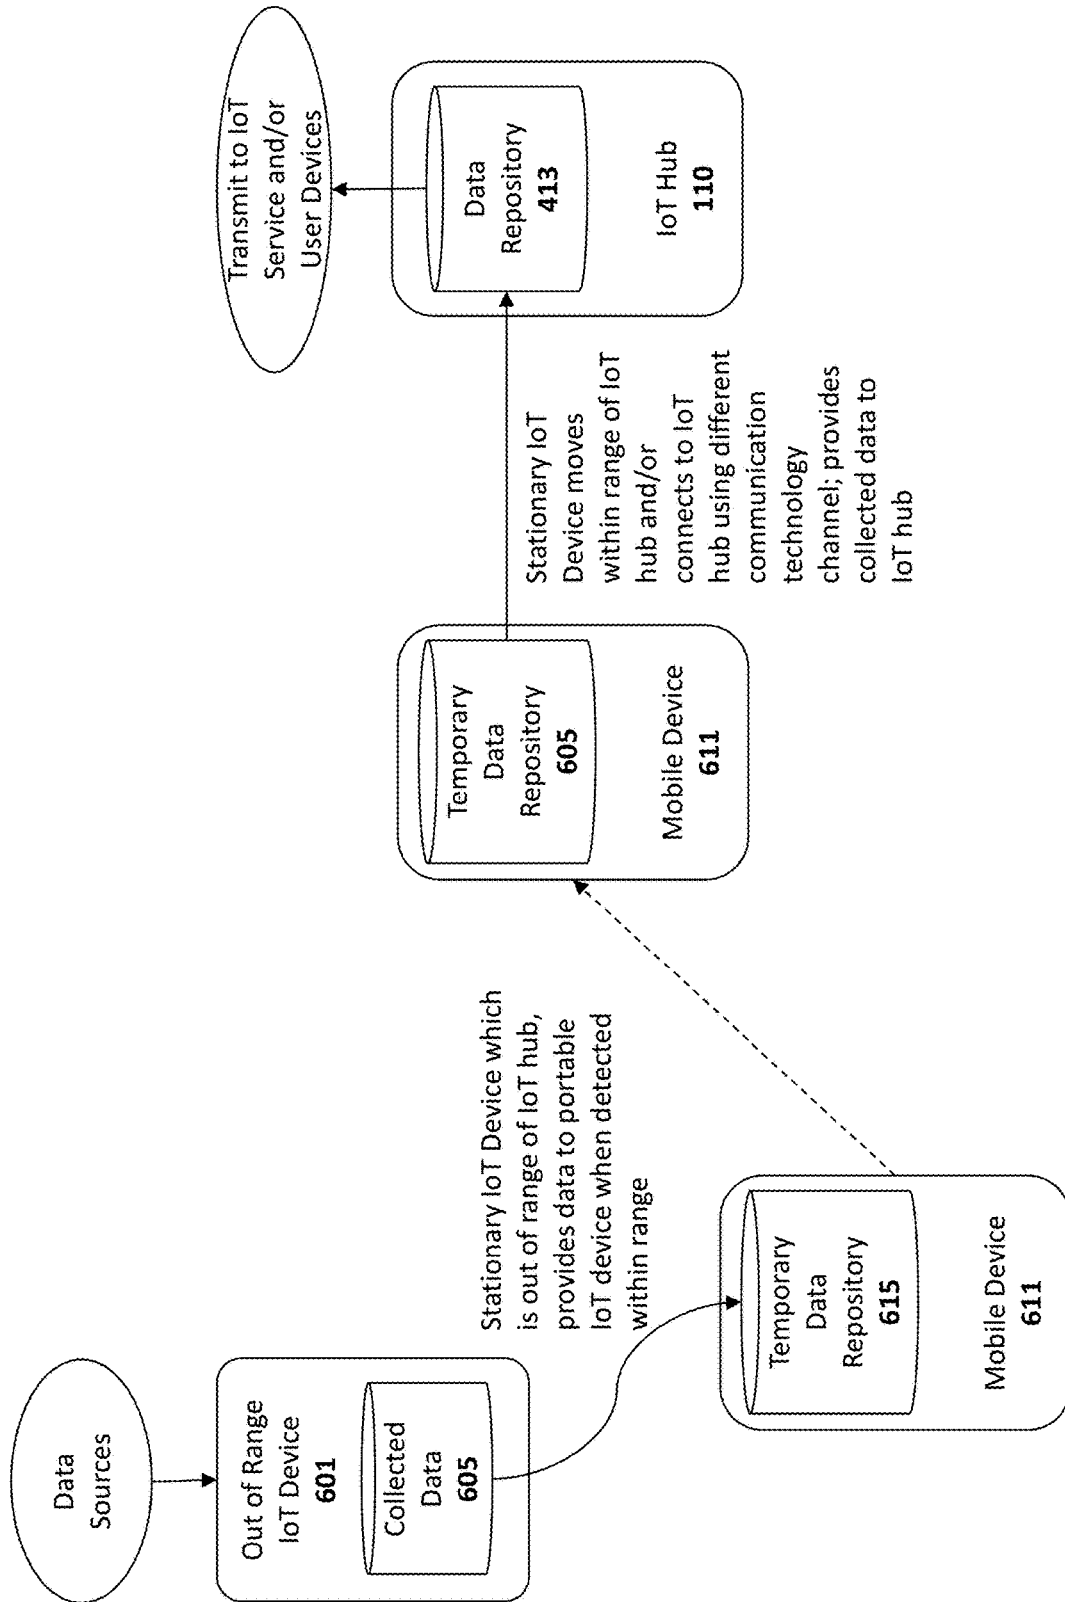 Data
Sources
Out of Range
IoT Device
601
Collected
Data
605
Stationary IoT Device which
is out of range of IoT hub,
provides data to portable
IoT device when detected
within range
Temporary
Data
Repository
615
Mobile Device
611
Temporary
Data
Repository
605
Mobile Device
611
Stationary IoT
Device moves
within range of IoT
hub and/or
connects to IoT
hub using different
communication
technology
channel; provides
collected data to
IoT hub
Transmit to IoT
Service and/or
User Devices
Data
Repository
413
IoT Hub
110